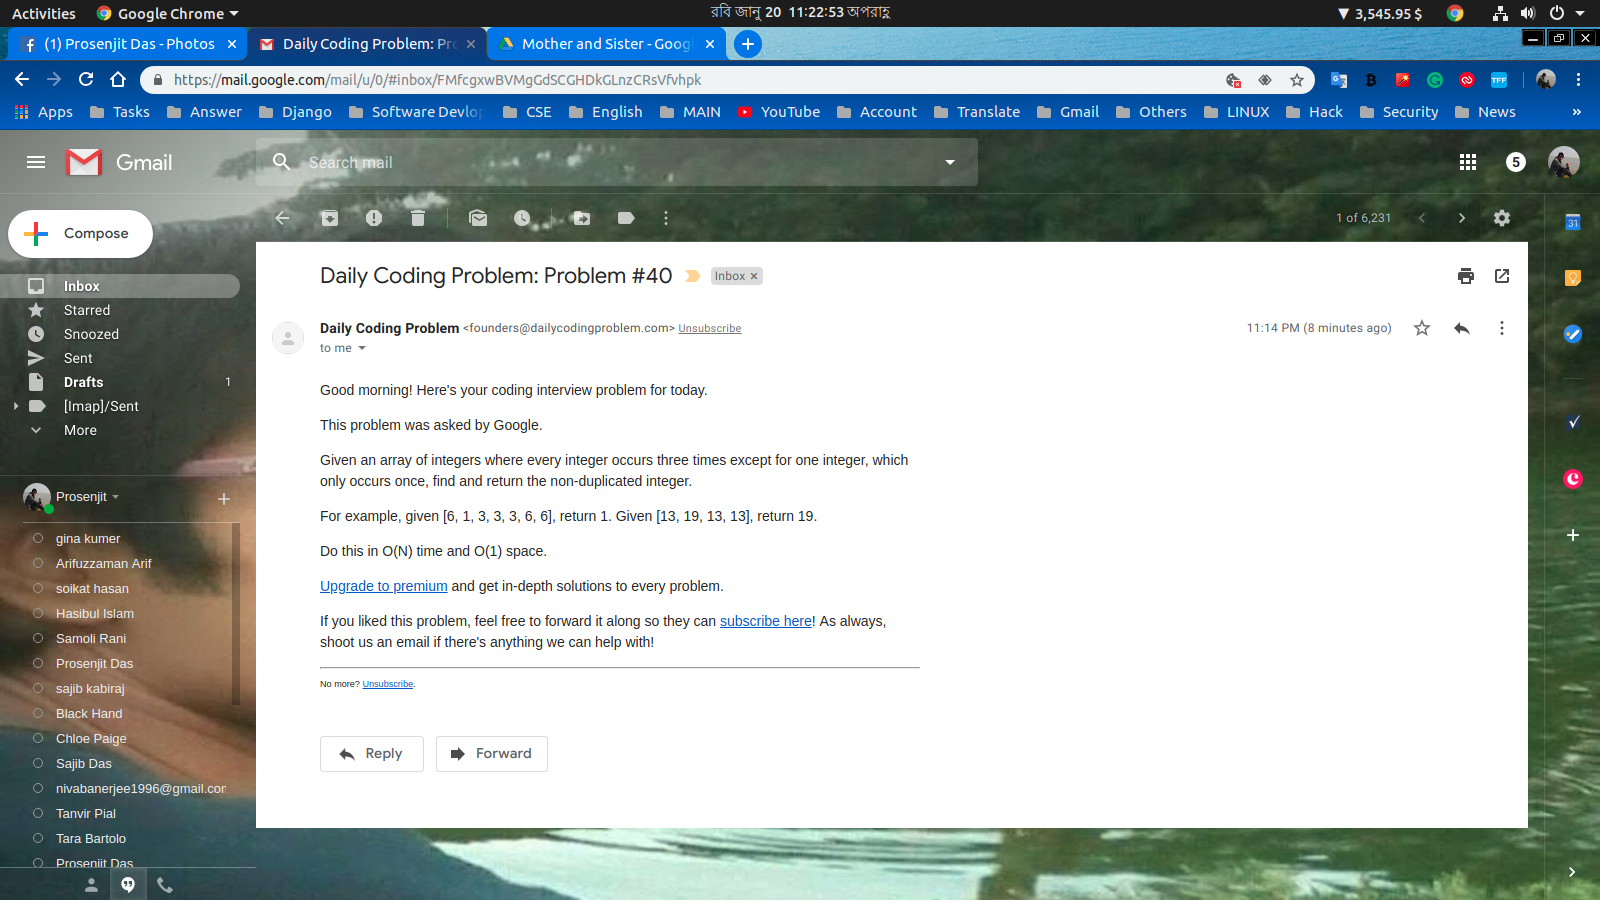 Activities Google Chrome রবি জানু 20 11:22:53 অপরাহ্ণ ▼ 3,545.95 $
(1) Prosenjit Das - Photos Daily Coding Problem: Pr Mother and Sister - Goog
https://mail.google.com/mail/u/0/#inbox/FMfcgxwBVMgGdSCGHDkGLnzCRsVfvhpk
Apps Tasks Answer Django Software Devlop CSE English MAIN YouTube Account Translate Gmail Others LINUX Hack Security News »
Gmail Search mail 5
1 of 6,231
Compose
Inbox
Starred
Snoozed
Sent
Drafts 1
[Imap]/Sent
More
Prosenjit
gina kumer
Arifuzzaman Arif
soikat hasan
Hasibul Islam
Samoli Rani
Prosenjit Das
sajib kabiraj
Black Hand
Chloe Paige
Sajib Das
nivabanerjee1996@gmail.cor
Tanvir Pial
Tara Bartolo
Prosenjit Das
Daily Coding Problem: Problem #40 Inbox
Daily Coding Problem <founders@dailycodingproblem.com> Unsubscribe 11:14 PM (8 minutes ago)
to me
Good morning! Here's your coding interview problem for today.
This problem was asked by Google.
Given an array of integers where every integer occurs three times except for one integer, which
only occurs once, find and return the non-duplicated integer.
For example, given [6, 1, 3, 3, 3, 6, 6], return 1. Given [13, 19, 13, 13], return 19.
Do this in O(N) time and O(1) space.
Upgrade to premium and get in-depth solutions to every problem.
If you liked this problem, feel free to forward it along so they can subscribe here! As always,
shoot us an email if there's anything we can help with!
No more? Unsubscribe.
Reply Forward
31
TFF